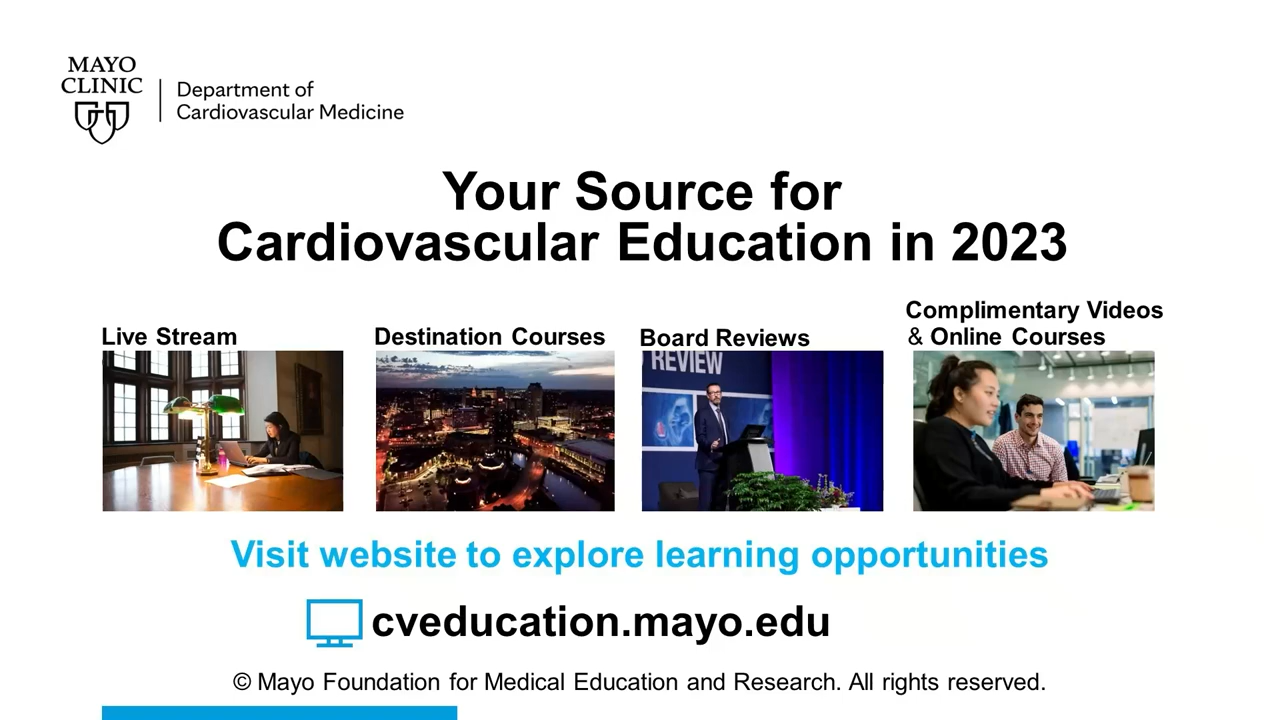 MAYO
CLINIC
Department of
Cardiovascular Medicine
Your Source for
Cardiovascular Education in 2023
Live Stream
Destination Courses
Board Reviews
Complimentary Videos
& Online Courses
REVIEW
Visit website to explore learning opportunities
cveducation.mayo.edu
© Mayo Foundation for Medical Education and Research. All rights reserved.